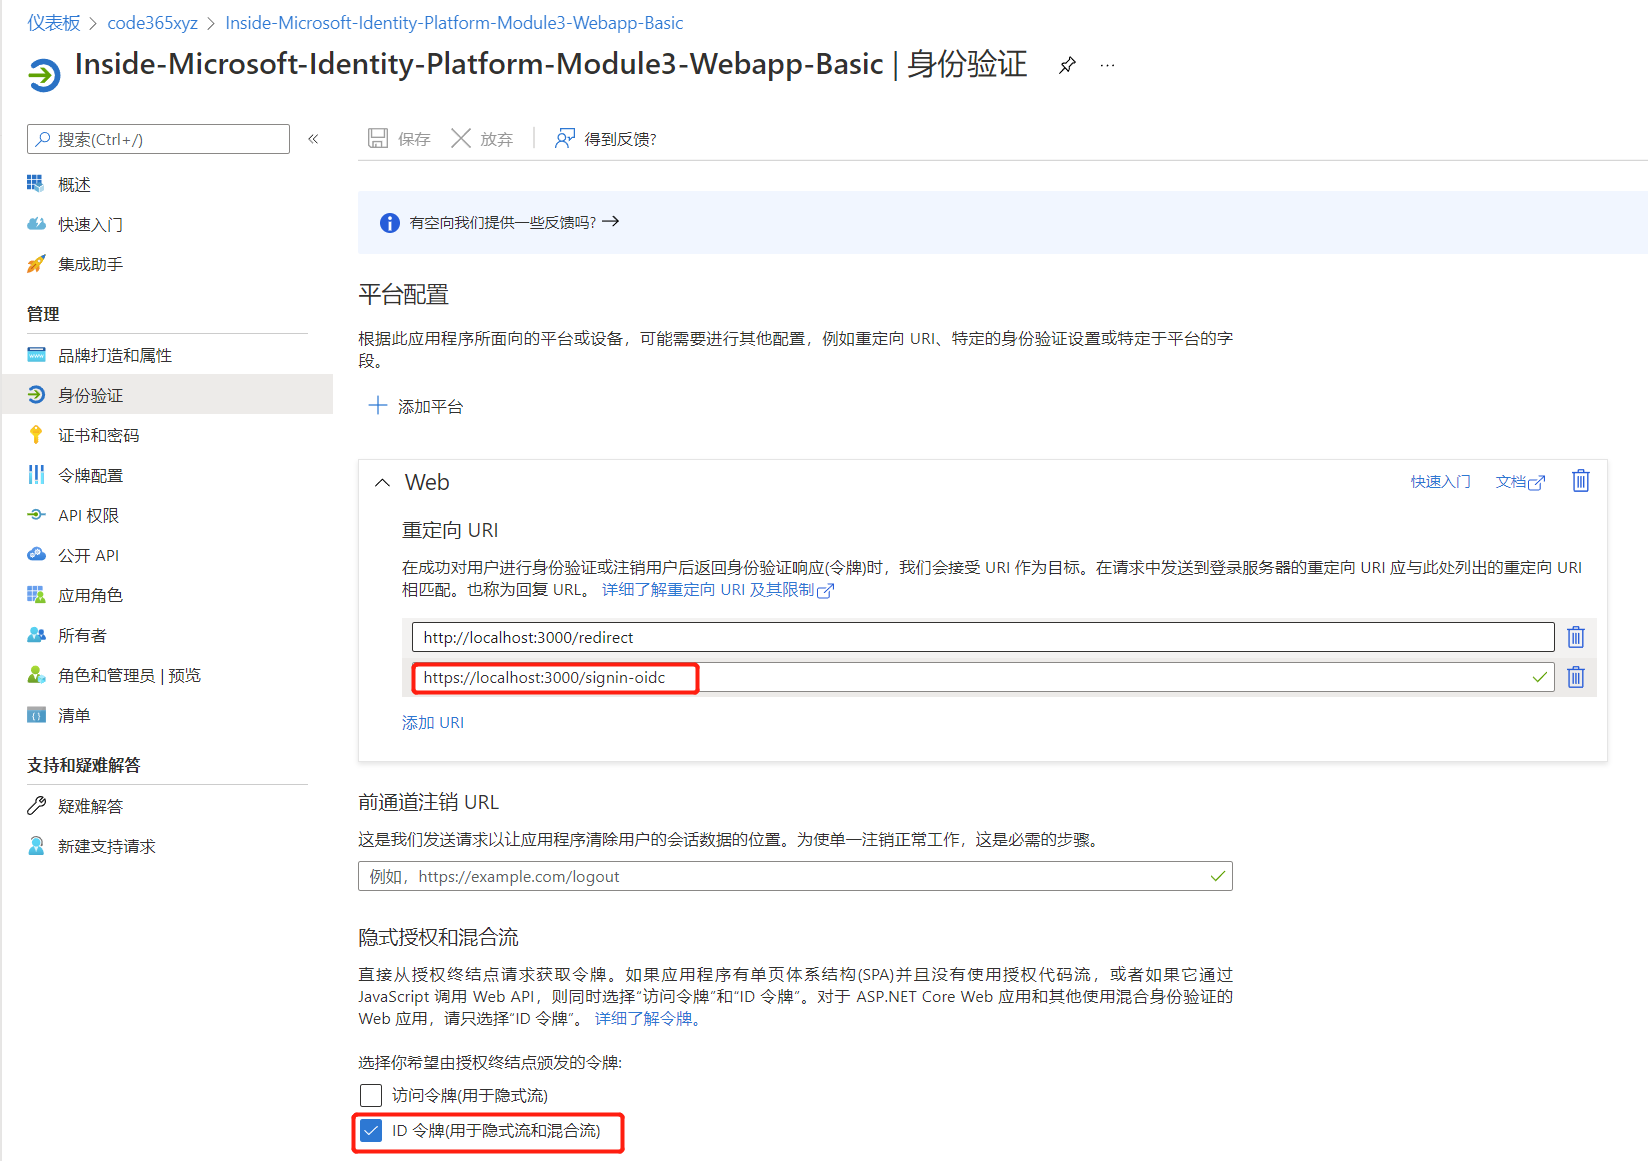 仪表板 > code365xyz > Inside-Microsoft-Identity-Platform-Module3-Webapp-Basic
Inside-Microsoft-Identity-Platform-Module3-Webapp-Basic | 身份验证 ···
搜索(Ctrl+/) «
保存 放弃 得到反馈?
概述
快速入门
集成助手
管理
品牌打造和属性
身份验证
证书和密码
令牌配置
API 权限
公开 API
应用角色
所有者
角色和管理员 | 预览
清单
支持和疑难解答
疑难解答
新建支持请求
有空向我们提供一些反馈吗? →
平台配置
根据此应用程序所面向的平台或设备，可能需要进行其他配置，例如重定向 URI、特定的身份验证设置或特定于平台的字
段。
添加平台
Web 快速入门 文档
重定向 URI
在成功对用户进行身份验证或注销用户后返回身份验证响应(令牌)时，我们会接受 URI 作为目标。在请求中发送到登录服务器的重定向 URI 应与此处列出的重定向 URI
相匹配。也称为回复 URL。 详细了解重定向 URI 及其限制
http://localhost:3000/redirect
https://localhost:3000/signin-oidc
添加 URI
前通道注销 URL
这是我们发送请求以让应用程序清除用户的会话数据的位置。为使单一注销正常工作，这是必需的步骤。
例如，https://example.com/logout
隐式授权和混合流
直接从授权终结点请求获取令牌。如果应用程序有单页体系结构(SPA)并且没有使用授权代码流，或者如果它通过
JavaScript 调用 Web API，则同时选择“访问令牌”和“ID 令牌”。对于 ASP.NET Core Web 应用和其他使用混合身份验证的
Web 应用，请只选择“ID 令牌”。 详细了解令牌。
选择你希望由授权终结点颁发的令牌:
访问令牌(用于隐式流)
ID 令牌(用于隐式流和混合流)